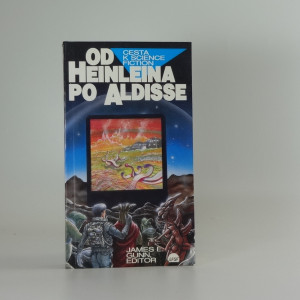 OD
HEINLEINA
PO ALDISSE
CESTA
K SCIENCE
FICTION
JAMES E.
GUNN,
EDITOR